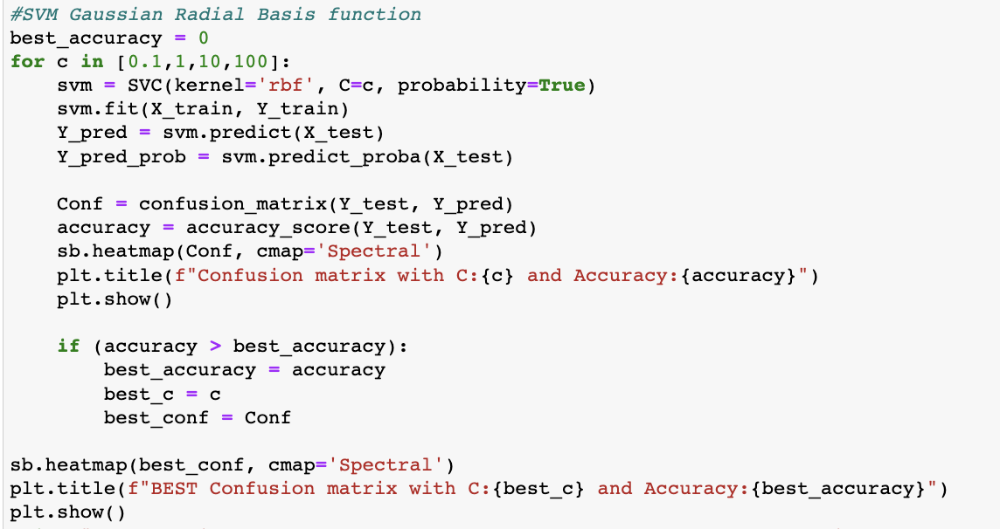 #SVM Gaussian Radial Basis function
best_accuracy = 0
for c in [0.1,1,10,100]:
    svm = SVC(kernel='rbf', C=c, probability=True)
    svm.fit(X_train, Y_train)
    Y_pred = svm.predict(X_test)
    Y_pred_prob = svm.predict_proba(X_test)

    Conf = confusion_matrix(Y_test, Y_pred)
    accuracy = accuracy_score(Y_test, Y_pred)
    sb.heatmap(Conf, cmap='Spectral')
    plt.title(f"Confusion matrix with C:{c} and Accuracy:{accuracy}")
    plt.show()

    if (accuracy > best_accuracy):
        best_accuracy = accuracy
        best_c = c
        best_conf = Conf

sb.heatmap(best_conf, cmap='Spectral')
plt.title(f"BEST Confusion matrix with C:{best_c} and Accuracy:{best_accuracy}")
plt.show()